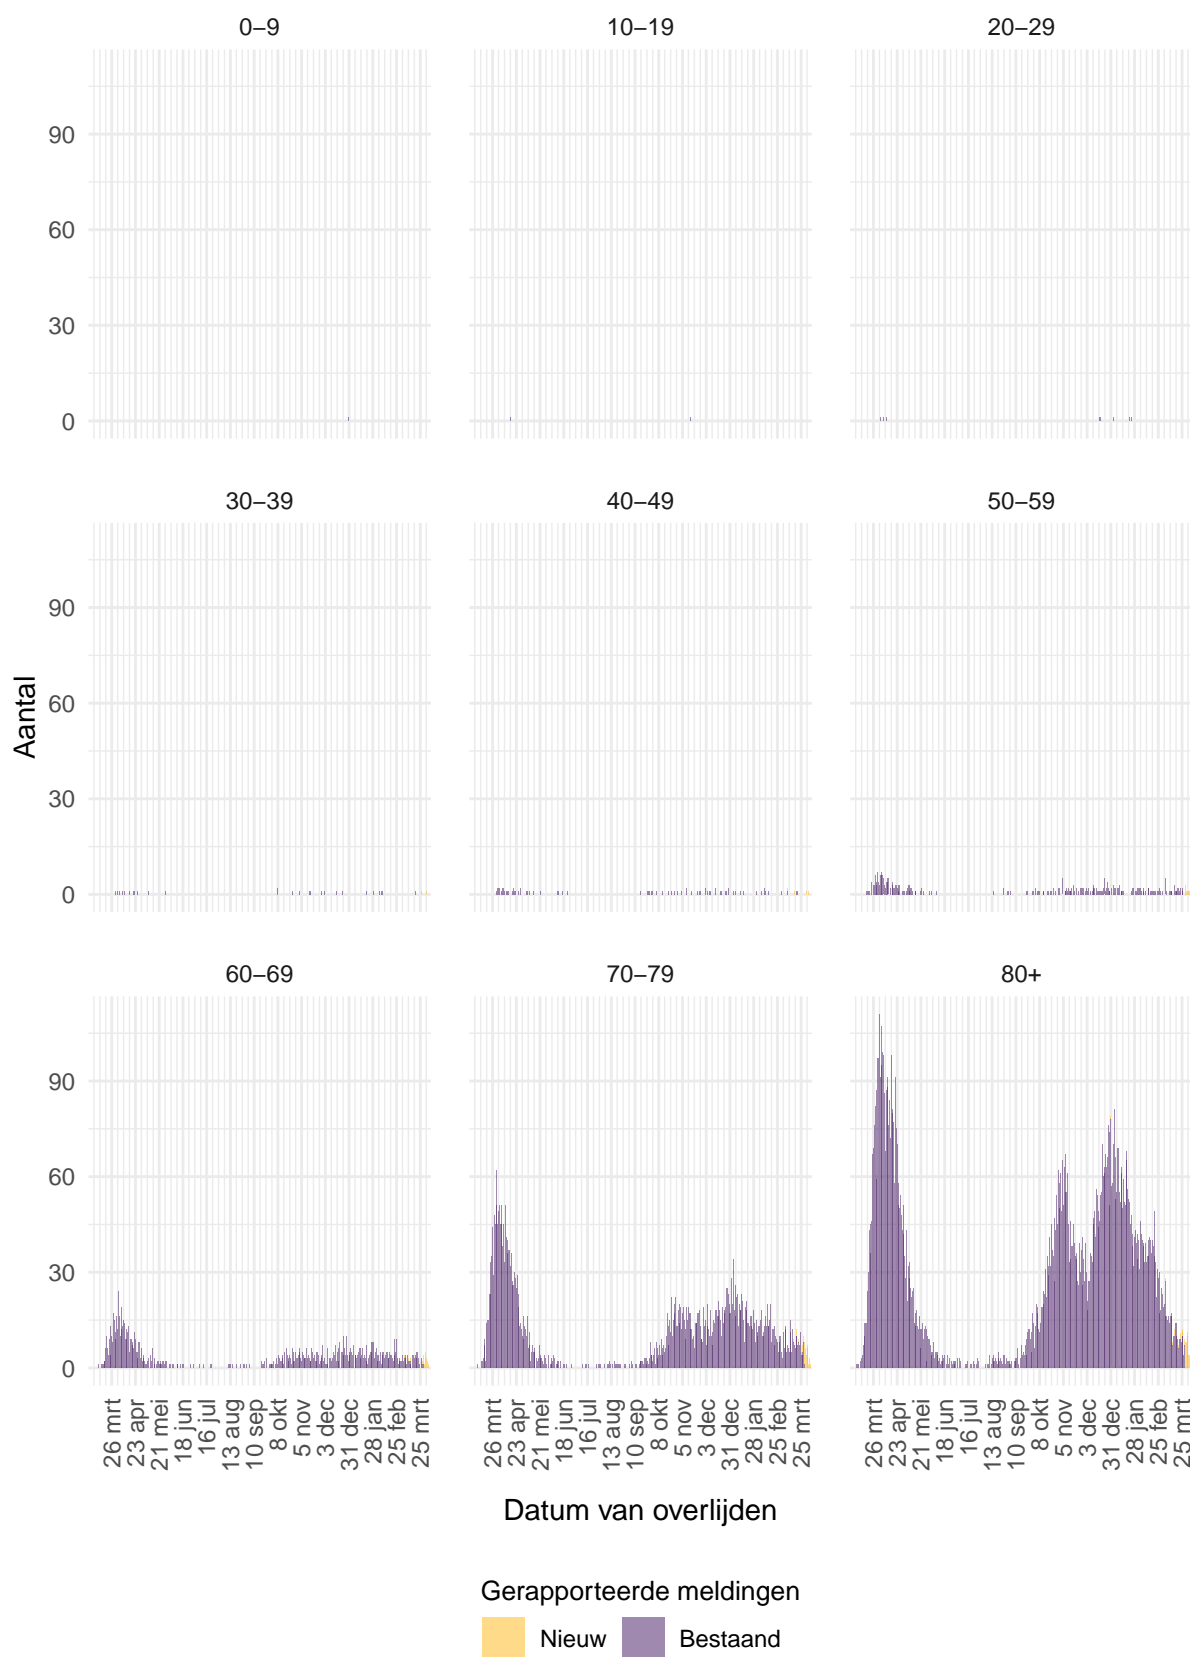 0–9 10–19 20–29
90
60
30
0
30–39 40–49 50–59
90
60
30
0
Aantal
60–69 70–79 80+
90
60
30
0
26 mrt 23 apr 21 mei 18 jun 16 jul 13 aug 10 sep 8 okt 5 nov 3 dec 31 dec 28 jan 25 feb 25 mrt
26 mrt 23 apr 21 mei 18 jun 16 jul 13 aug 10 sep 8 okt 5 nov 3 dec 31 dec 28 jan 25 feb 25 mrt
26 mrt 23 apr 21 mei 18 jun 16 jul 13 aug 10 sep 8 okt 5 nov 3 dec 31 dec 28 jan 25 feb 25 mrt
Datum van overlijden
Gerapporteerde meldingen
Nieuw Bestaand